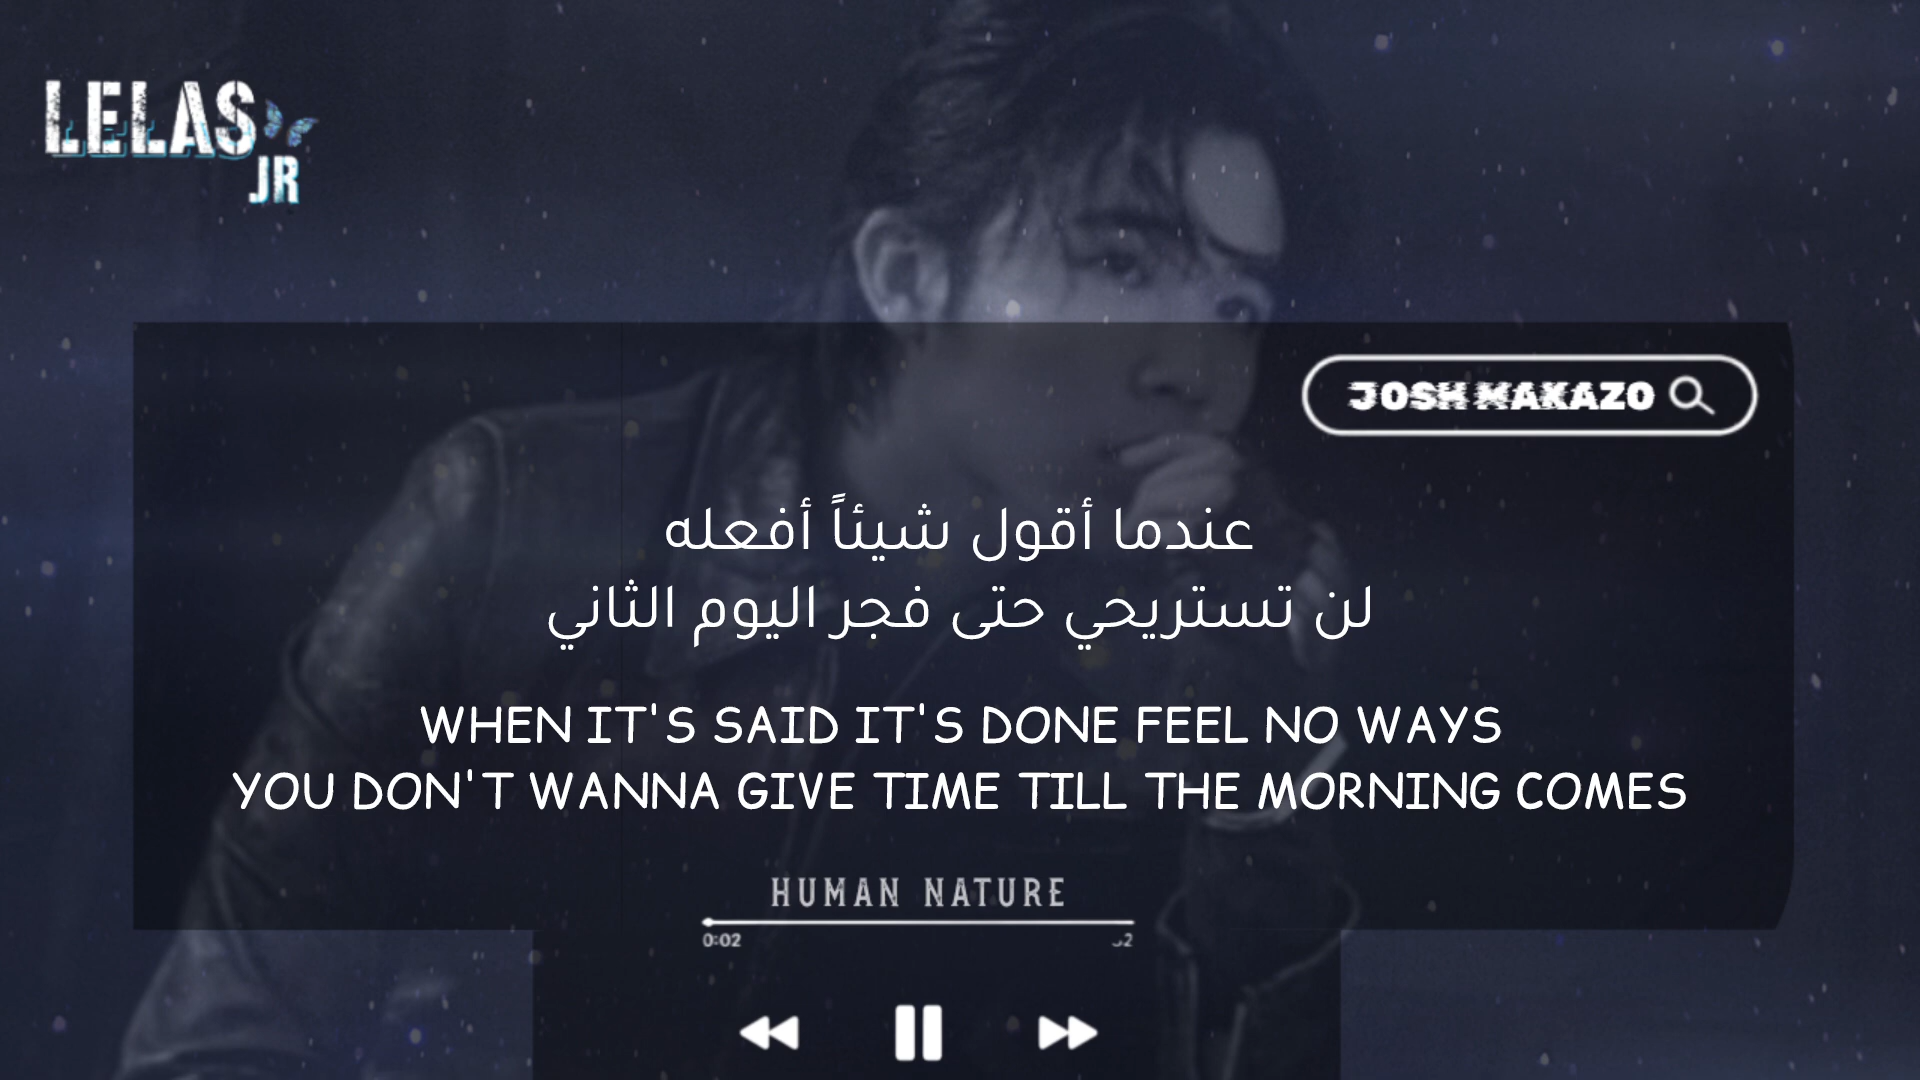 LELAS
JR
JOSH MAKAZO
عندما أقول شيئاً أفعله
لن تستريحي حتى فجر اليوم الثاني
WHEN IT'S SAID IT'S DONE FEEL NO WAYS
YOU DON'T WANNA GIVE TIME TILL THE MORNING COMES
HUMAN NATURE
0:02